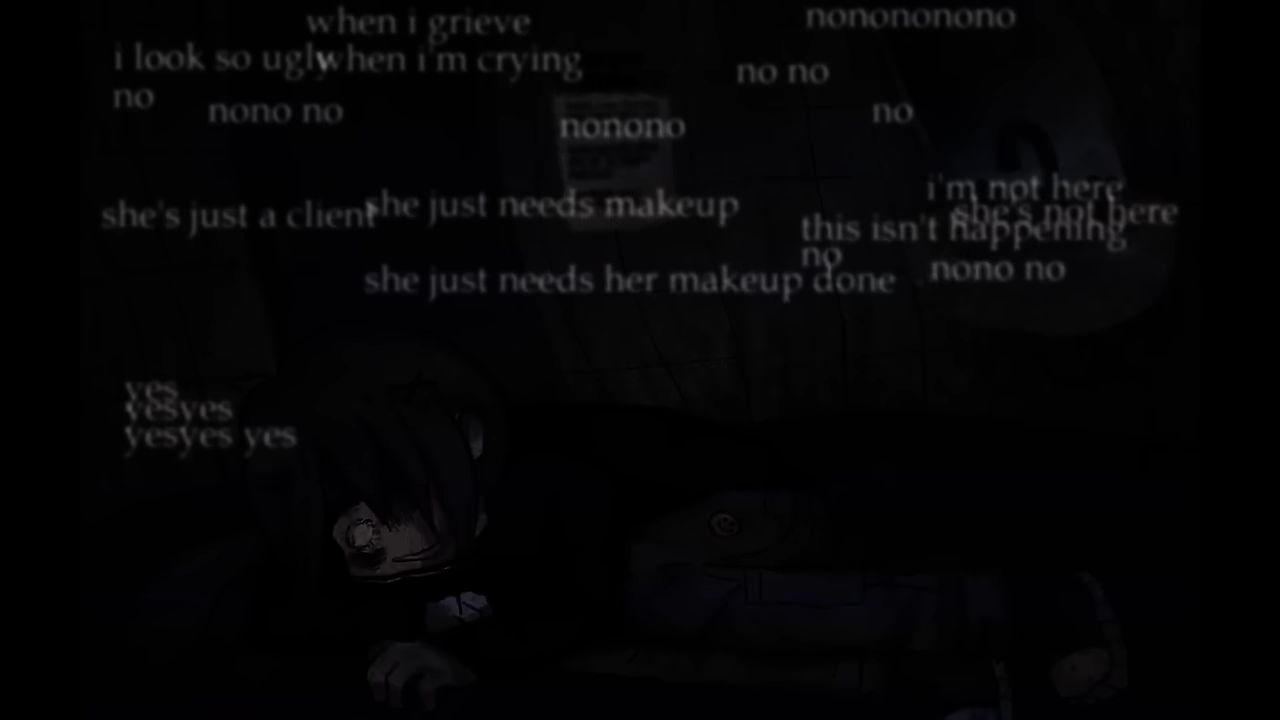 when i grieve
nonononono
i look so ugly when i'm crying
no no
no
nono no
no
nonono
i'm not here
she's just a client
she just needs makeup
she's not here
this isn't happening
no
nono no
she just needs her makeup done
yes
yesyes
yesyes yes